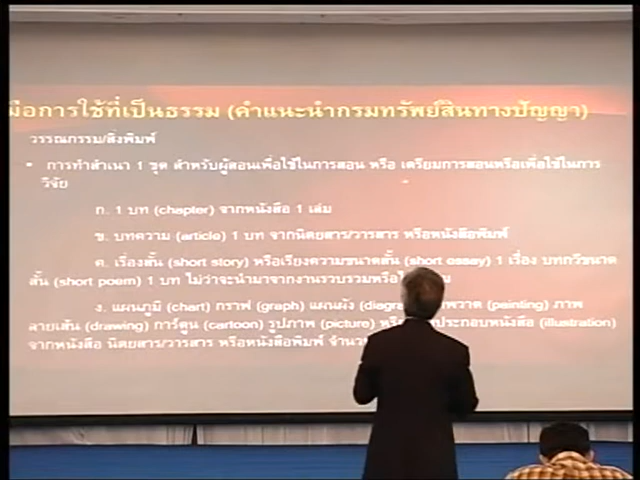 มือการใช้ที่เป็นธรรม (คำแนะนำกรมทรัพย์สินทางปัญญา)
วรรณกรรม/สิ่งพิมพ์
• การทำสำเนา 1 ชุด สำหรับผู้สอนเพื่อใช้ในการสอน หรือ เตรียมการสอนหรือเพื่อใช้ในการ
วิจัย
ก. 1 บท (chapter) จากหนังสือ 1 เล่ม
ข. บทความ (article) 1 บท จากนิตยสาร/วารสาร หรือหนังสือพิมพ์
ค. เรื่องสั้น (short story) หรือเรียงความขนาดสั้น (short essay) 1 เรื่อง บทกวีขนาด
สั้น (short poem) 1 บท ไม่ว่าจะนำมาจากงานรวบรวมหรือ
ง. แผนภูมิ (chart) กราฟ (graph) แผนผัง (diagra ภาพวาด (painting) ภาพ
ลายเส้น (drawing) การ์ตูน (cartoon) รูปภาพ (picture) หรือ ประกอบหนังสือ (illustration)
จากหนังสือ นิตยสาร/วารสาร หรือหนังสือพิมพ์